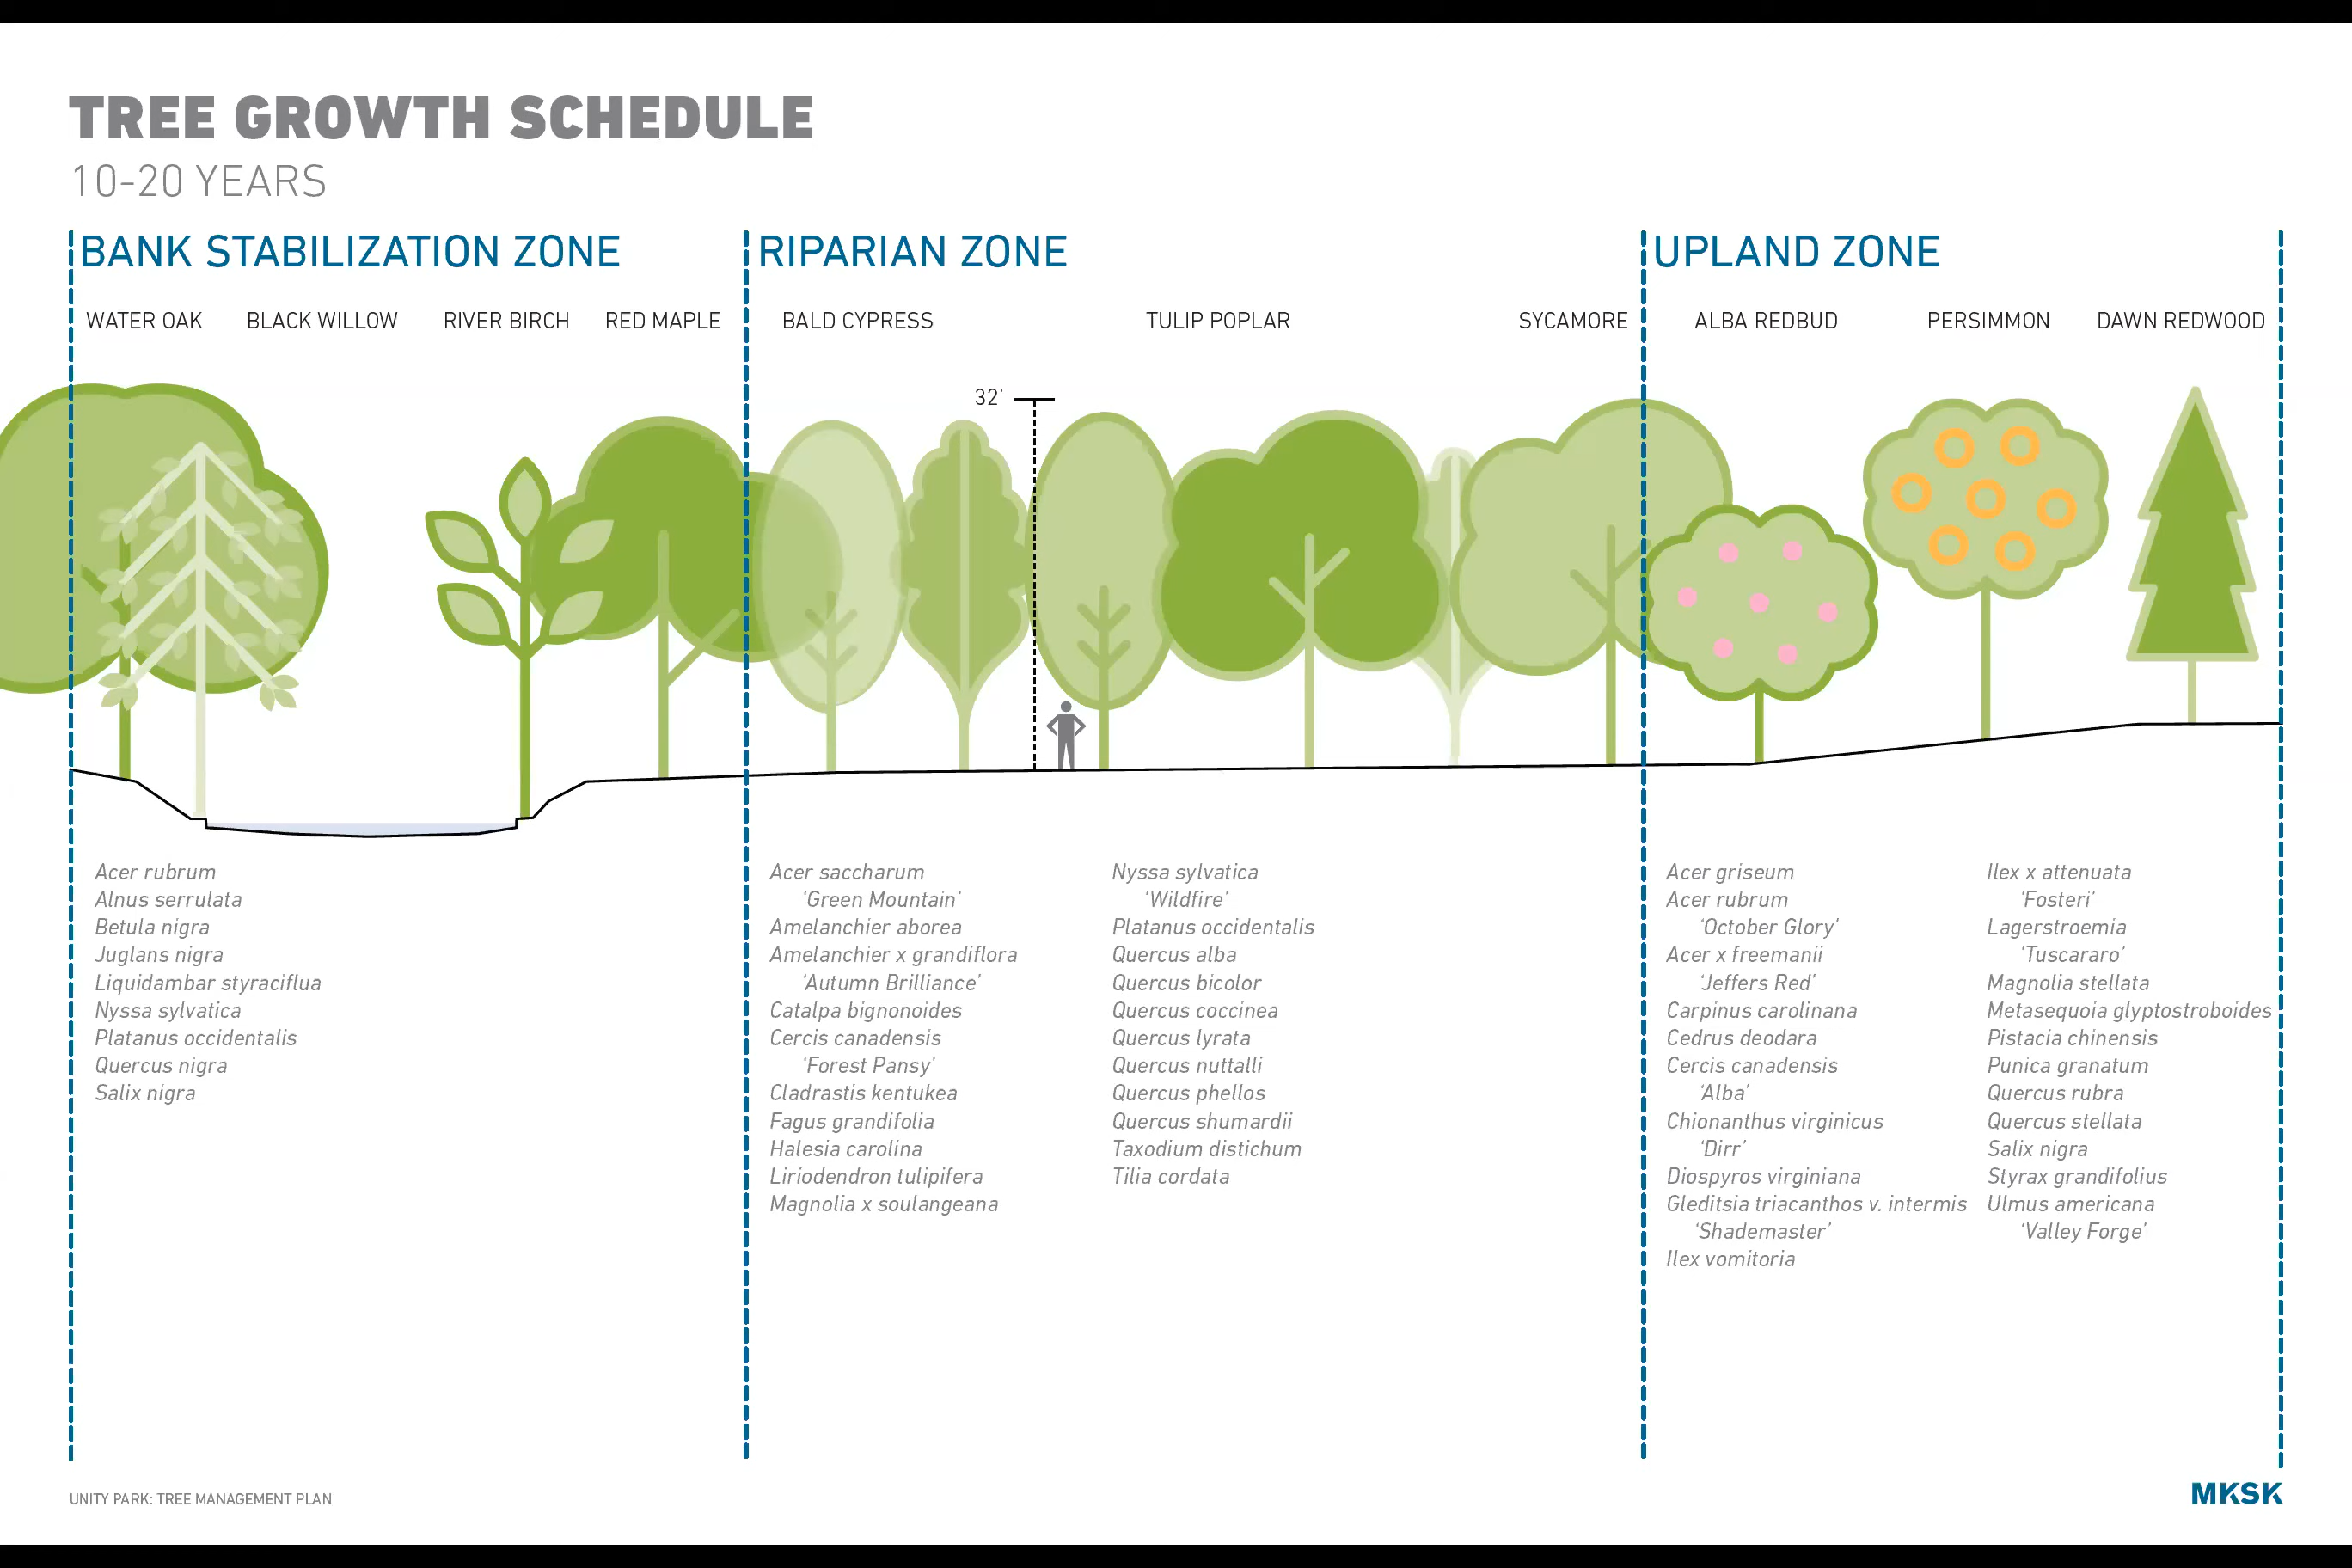 TREE GROWTH SCHEDULE
10-20 YEARS
BANK STABILIZATION ZONE
WATER OAK
BLACK WILLOW
RIVER BIRCH
RED MAPLE
Acer rubrum
Alnus serrulata
Betula nigra
Juglans nigra
Liquidambar styraciflua
Nyssa sylvatica
Platanus occidentalis
Quercus nigra
Salix nigra
RIPARIAN ZONE
BALD CYPRESS
TULIP POPLAR
SYCAMORE
32'
Acer saccharum
'Green Mountain'
Amelanchier aborea
Amelanchier x grandiflora
'Autumn Brilliance'
Catalpa bignonoides
Cercis canadensis
'Forest Pansy'
Cladrastis kentukea
Fagus grandifolia
Halesia carolina
Liriodendron tulipifera
Magnolia x soulangeana
Nyssa sylvatica
'Wildfire'
Platanus occidentalis
Quercus alba
Quercus bicolor
Quercus coccinea
Quercus lyrata
Quercus nuttalli
Quercus phellos
Quercus shumardii
Taxodium distichum
Tilia cordata
UPLAND ZONE
ALBA REDBUD
PERSIMMON
DAWN REDWOOD
Acer griseum
Acer rubrum
'October Glory'
Acer x freemanii
'Jeffers Red'
Carpinus carolinana
Cedrus deodara
Cercis canadensis
'Alba'
Chionanthus virginicus
'Dirr'
Diospyros virginiana
Gleditsia triacanthos v. intermis
'Shademaster'
Ilex vomitoria
Ilex x attenuata
'Fosteri'
Lagerstroemia
'Tuscararo'
Magnolia stellata
Metasequoia glyptostroboides
Pistacia chinensis
Punica granatum
Quercus rubra
Quercus stellata
Salix nigra
Styrax grandifolius
Ulmus americana
'Valley Forge'
UNITY PARK: TREE MANAGEMENT PLAN
MKSK